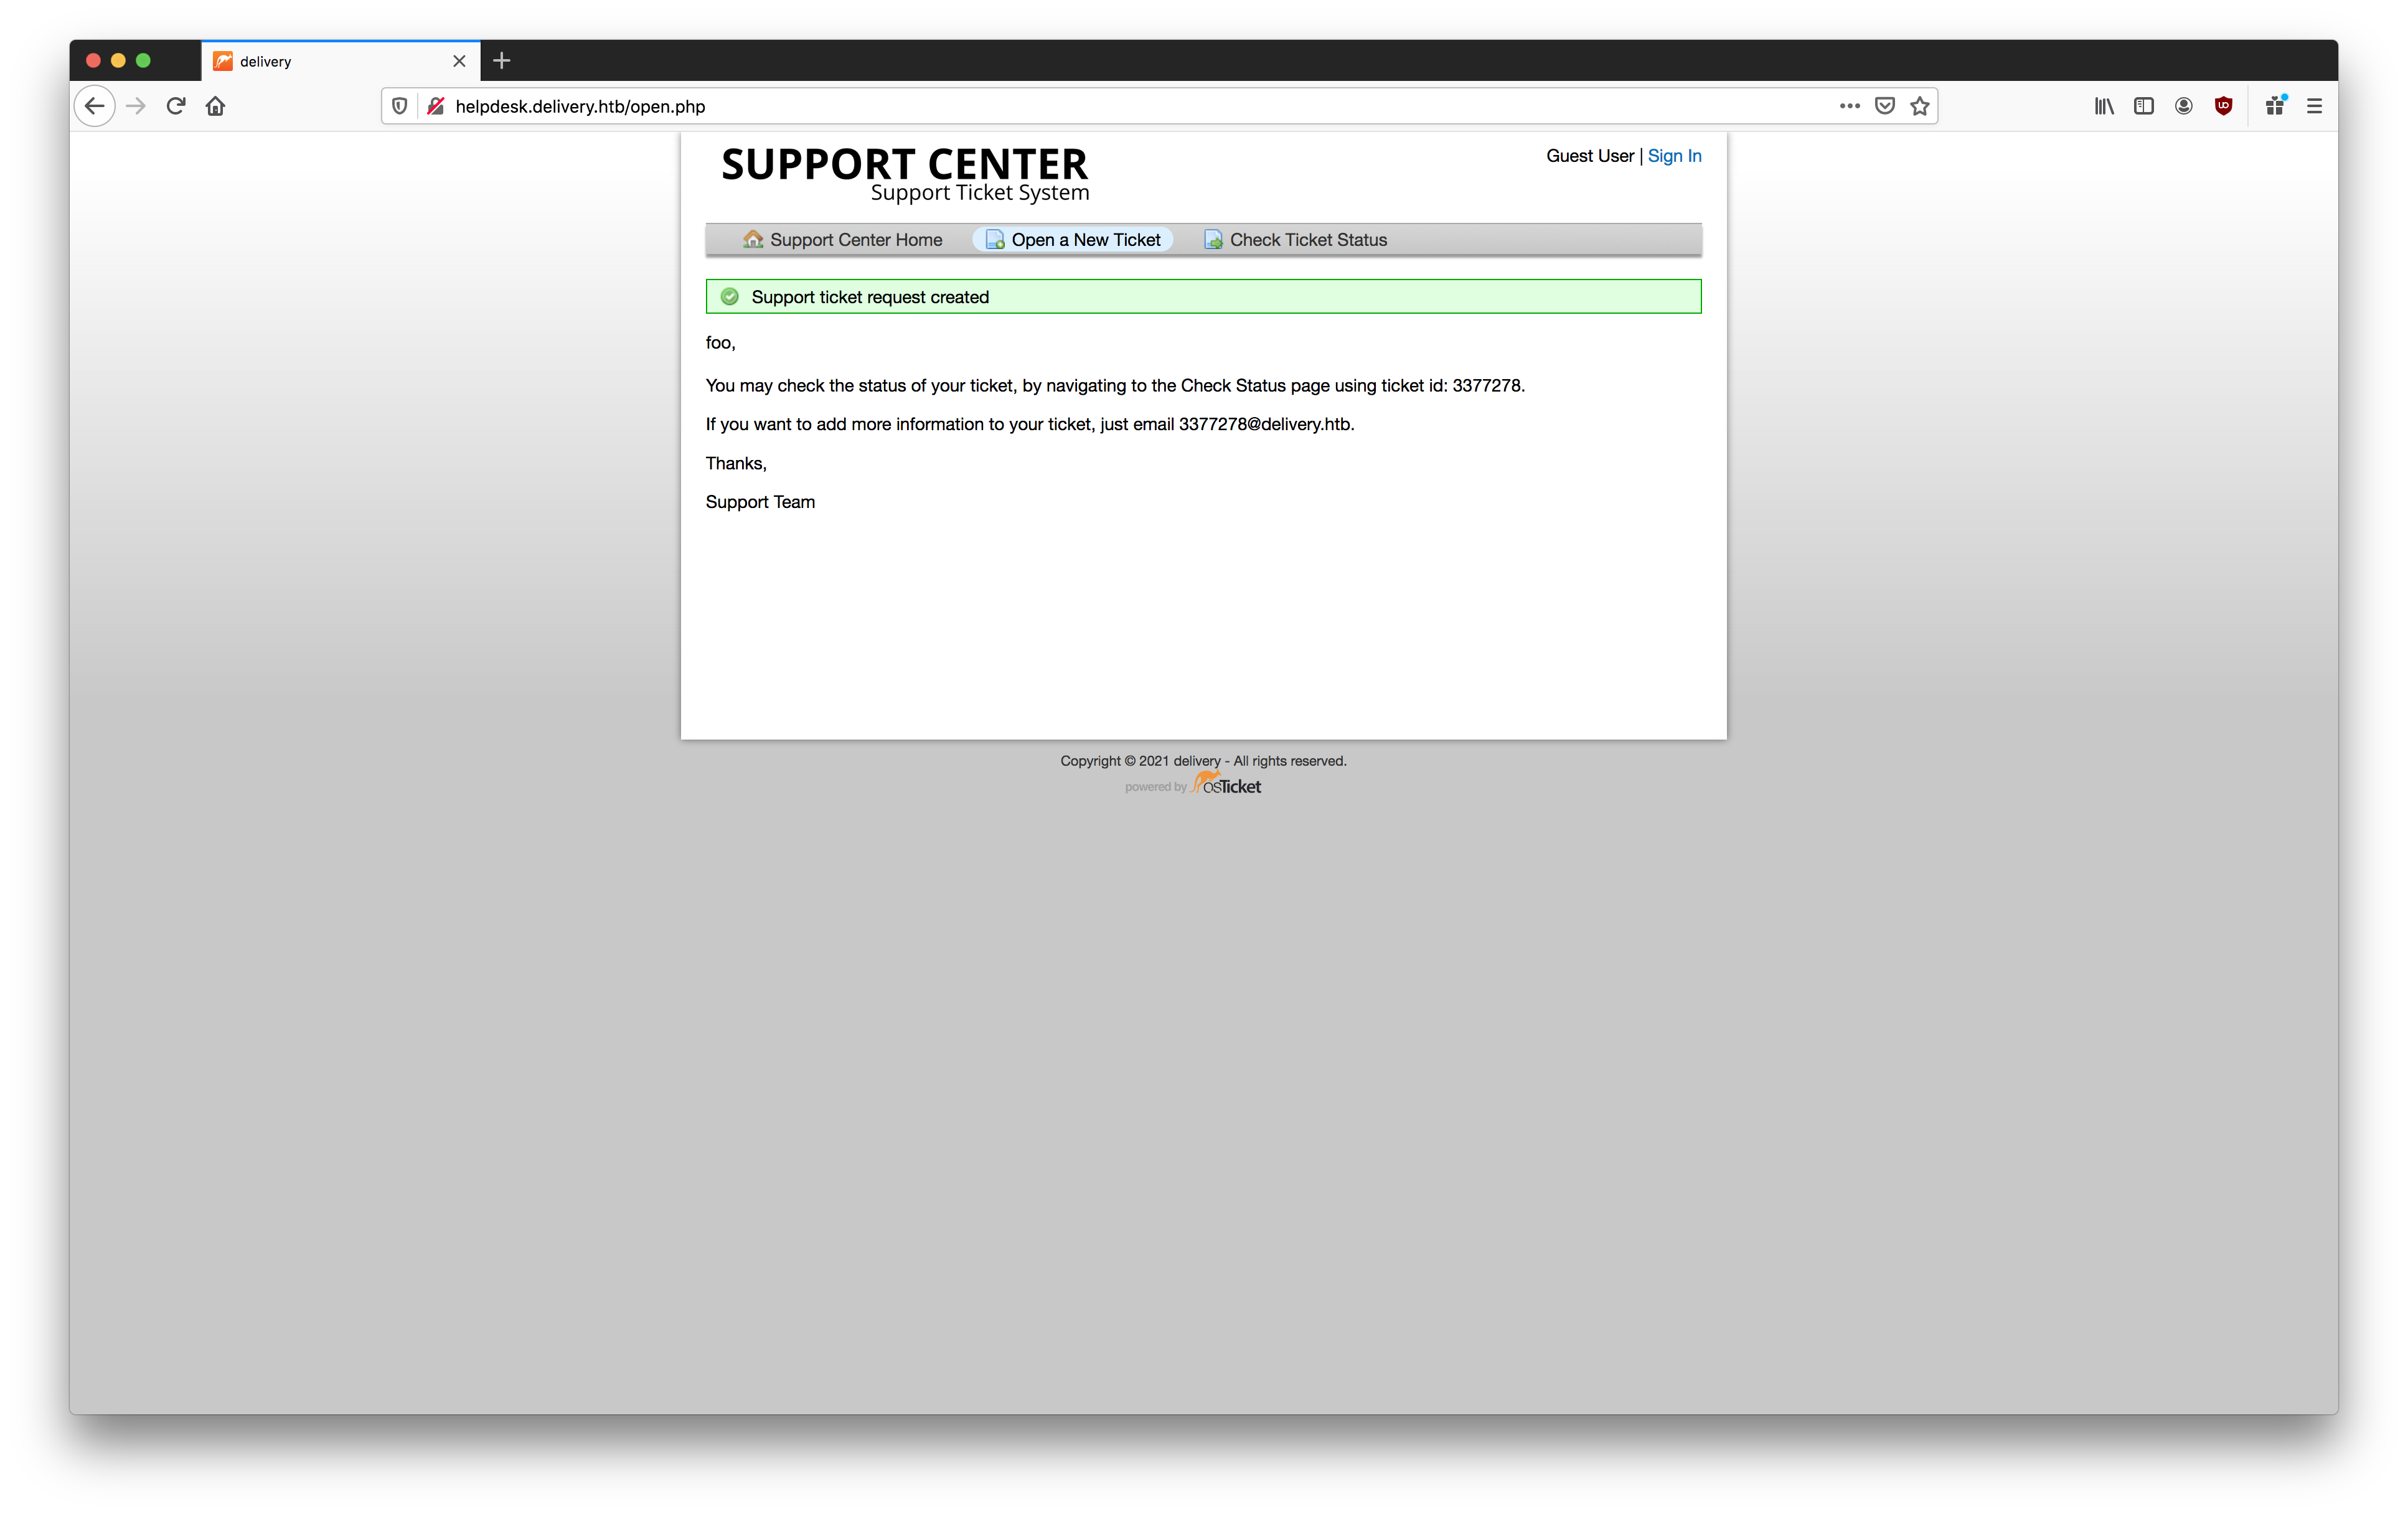 delivery
helpdesk.delivery.htb/open.php
SUPPORT CENTER
Support Ticket System
Guest User | Sign In
Support Center Home
Open a New Ticket
Check Ticket Status
Support ticket request created
foo,
You may check the status of your ticket, by navigating to the Check Status page using ticket id: 3377278.
If you want to add more information to your ticket, just email 3377278@delivery.htb.
Thanks,
Support Team
Copyright © 2021 delivery - All rights reserved.
powered by osTicket